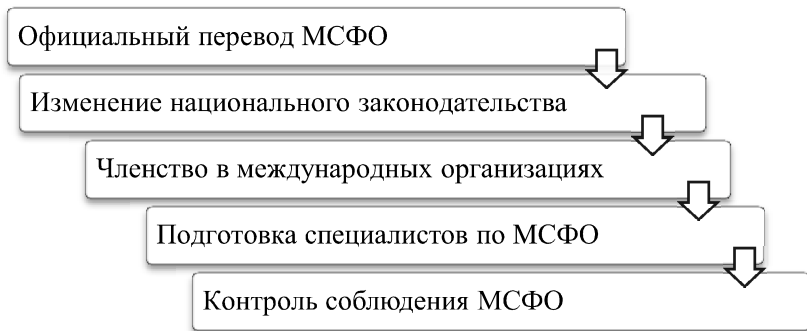 Официальный перевод МСФО
Изменение национального законодательства
Членство в международных организациях
Подготовка специалистов по МСФО
Контроль соблюдения МСФО